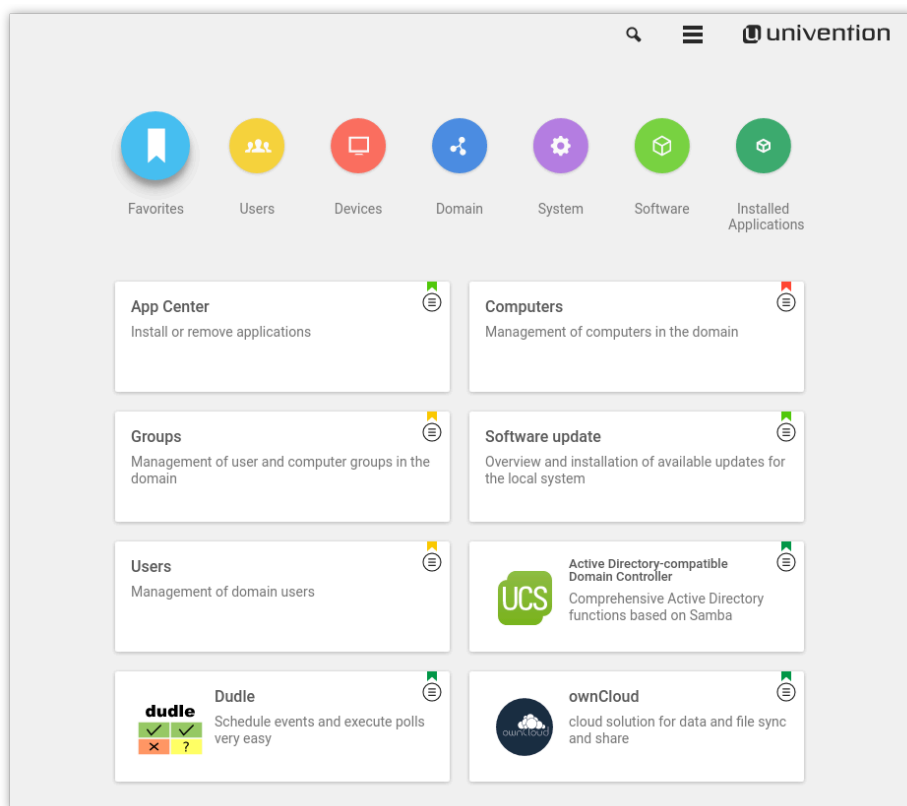 univention
Favorites
Users
Devices
Domain
System
Software
Installed
Applications
App Center
Install or remove applications
Computers
Management of computers in the domain
Groups
Management of user and computer groups in the
domain
Software update
Overview and installation of available updates for
the local system
Users
Management of domain users
UCS
Active Directory-compatible
Domain Controller
Comprehensive Active Directory
functions based on Samba
dudle
?
Dudle
Schedule events and execute polls
very easy
ownCloud
ownCloud
cloud solution for data and file sync
and share